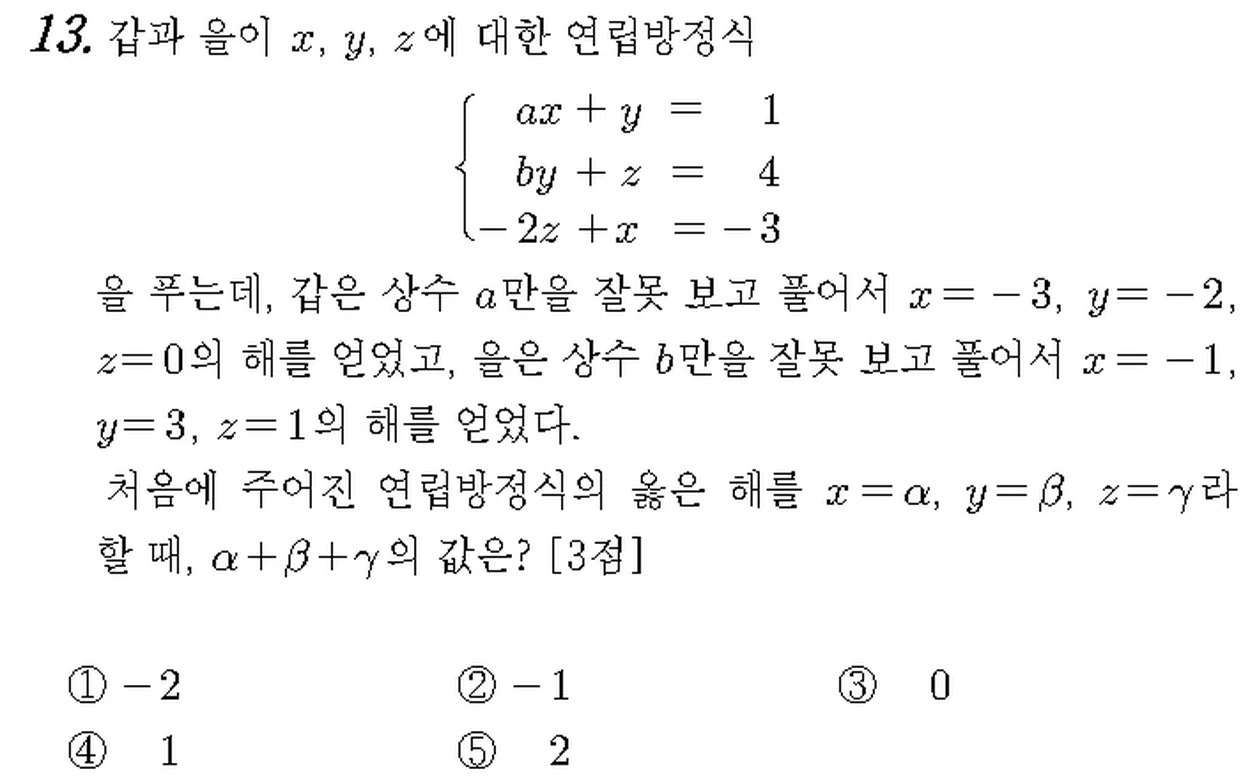 13. 갑과 을이 x, y, z에 대한 연립방정식
ax + y = 1
by + z = 4
-2z + x = -3
을 푸는데, 갑은 상수 a만을 잘못 보고 풀어서 x = -3, y = -2,
z=0의 해를 얻었고, 을은 상수 b만을 잘못 보고 풀어서 x = -1,
y=3, z=1의 해를 얻었다.
처음에 주어진 연립방정식의 옳은 해를 x=α, y=β, z=γ라
할 때, α+β+γ의 값은? [3점]
① -2 ② -1 ③ 0
④ 1 ⑤ 2